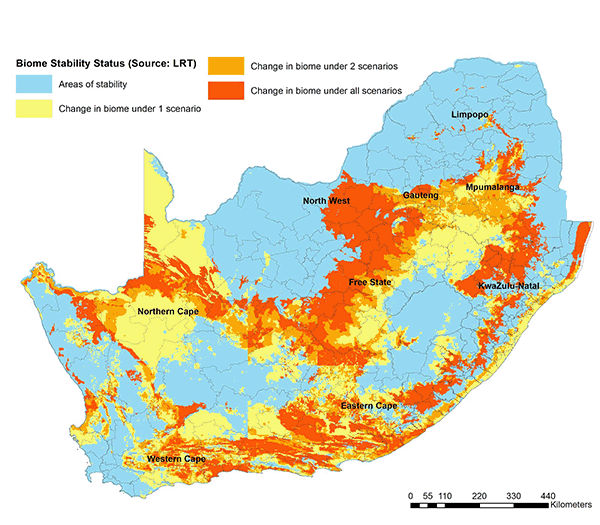 Biome Stability Status (Source: LRT)
Areas of stability
Change in biome under 1 scenario
Change in biome under 2 scenarios
Change in biome under all scenarios
Limpopo
Mpumalanga
Gauteng
North West
Free State
KwaZulu-Natal
Northern Cape
Eastern Cape
Western Cape
0 55 110 220 330 440
Kilometers